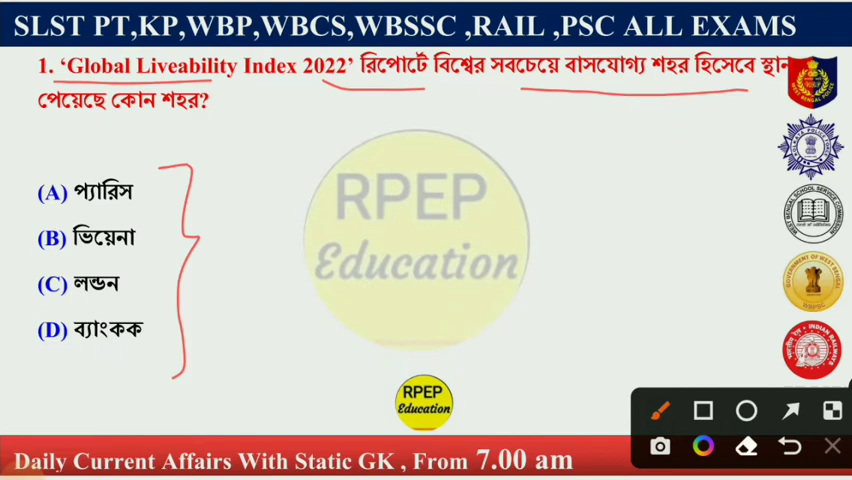 SLST PT,KP,WBP,WBCS,WBSSC ,RAIL ,PSC ALL EXAMS
1. ‘Global Liveability Index 2022’ রিপোর্টে বিশ্বের সবচেয়ে বাসযোগ্য শহর হিসেবে স্থান
পেয়েছে কোন শহর?
(A) প্যারিস
(B) ভিয়েনা
(C) লন্ডন
(D) ব্যাংকক
RPEP
Education
RPEP
Education
Daily Current Affairs With Static GK , From 7.00 am